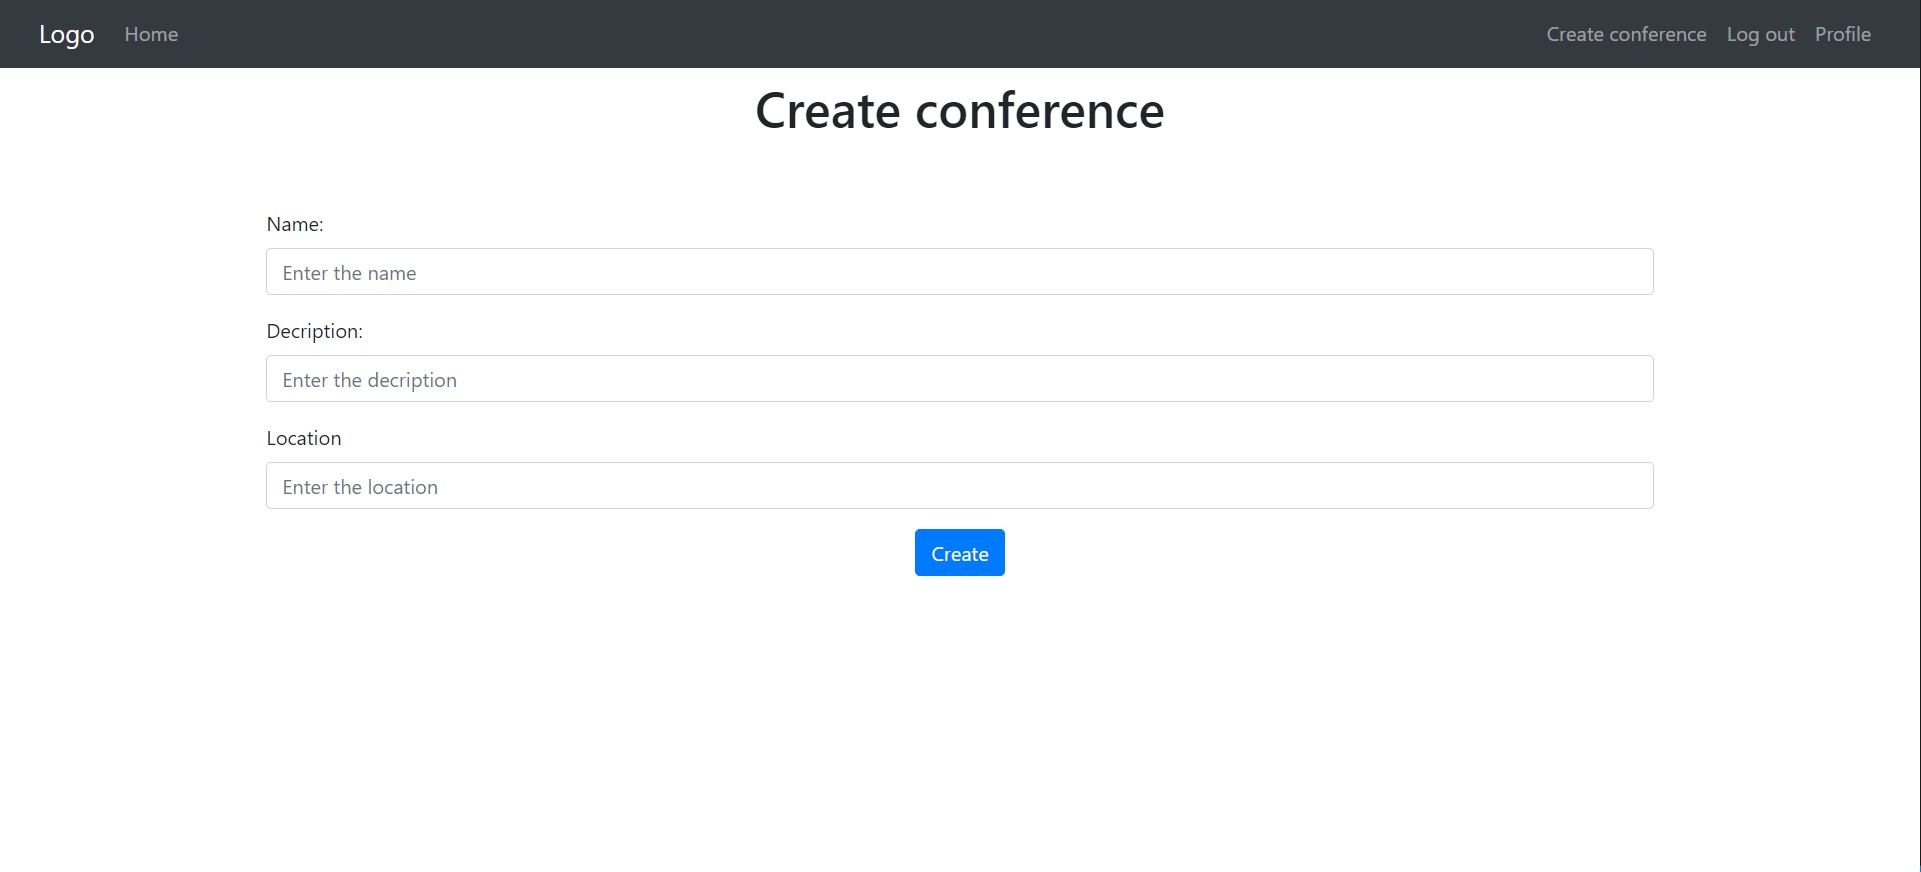 Logo Home Create conference Log out Profile
Create conference
Name:
Enter the name
Decription:
Enter the decription
Location
Enter the location
Create